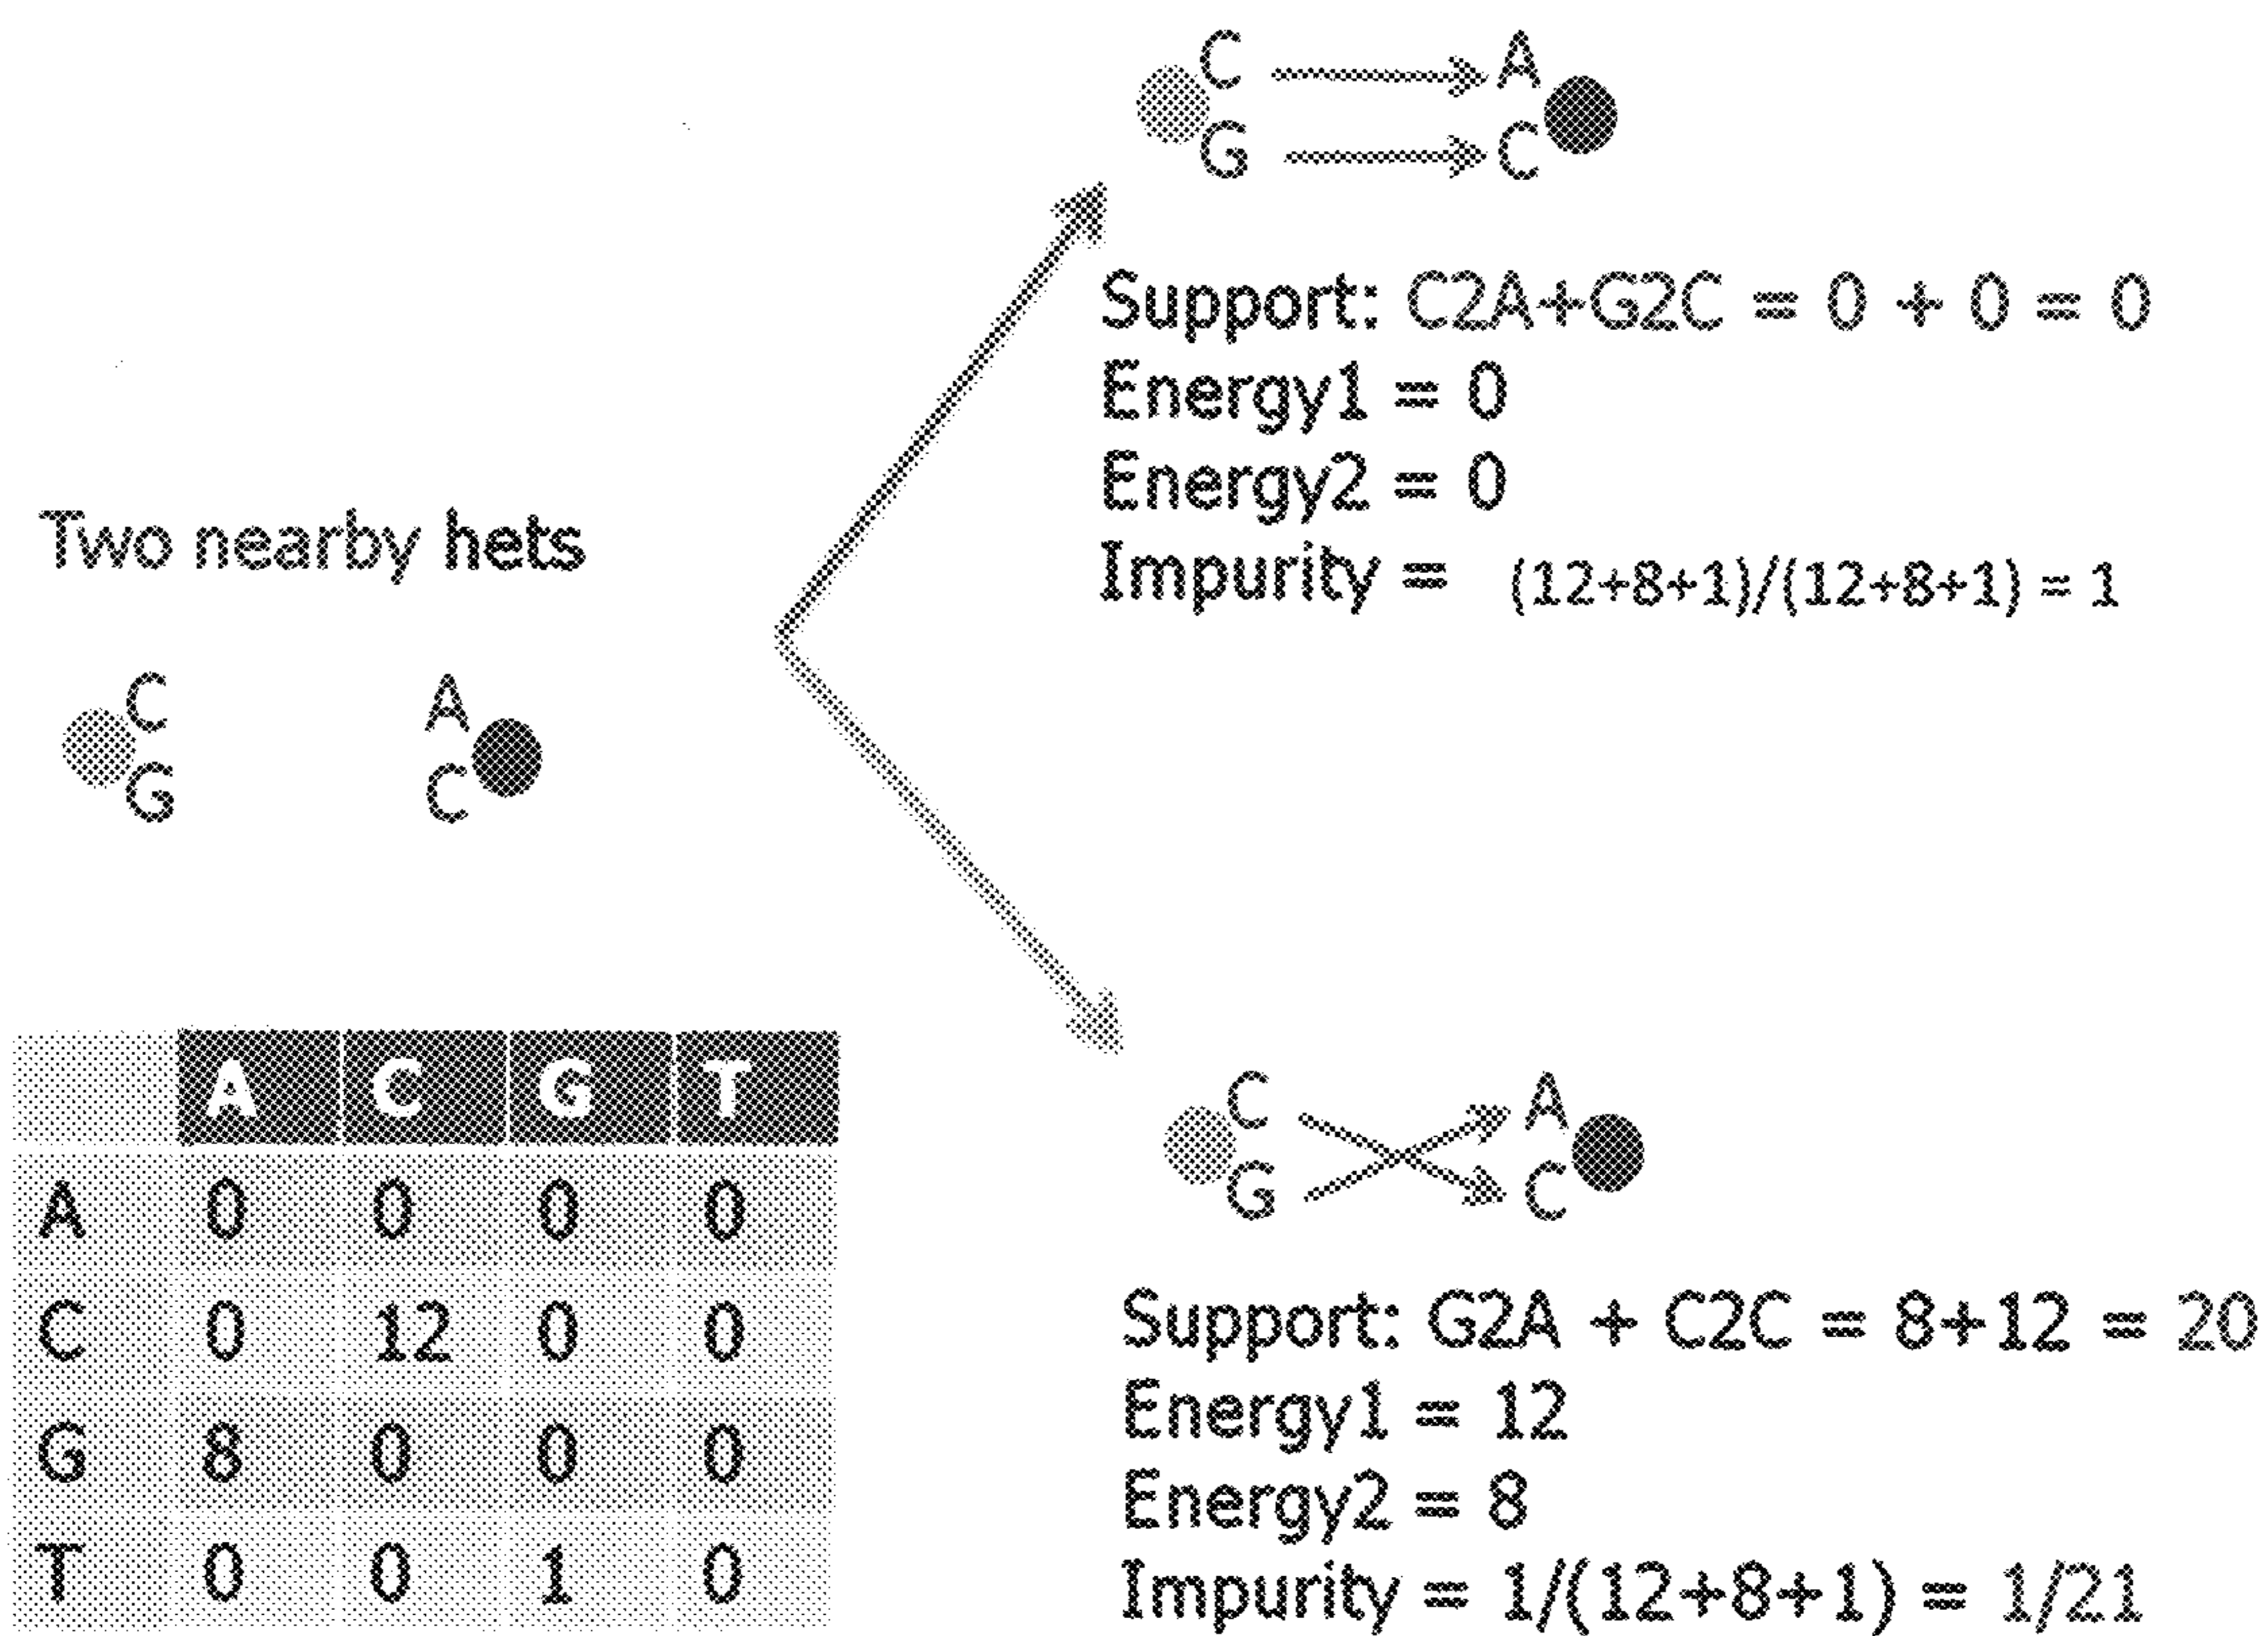 Two nearby hets
C A
G C
A C G T
A 0 0 0 0
C 0 12 0 0
G 8 0 0 0
T 0 0 1 0
C A
G C
Support: C2A+G2C = 0 + 0 = 0
Energy1 = 0
Energy2 = 0
Impurity = (12+8+1)/(12+8+1) = 1
C A
G C
Support: G2A + C2C = 8+12 = 20
Energy1 = 12
Energy2 = 8
Impurity = 1/(12+8+1) = 1/21